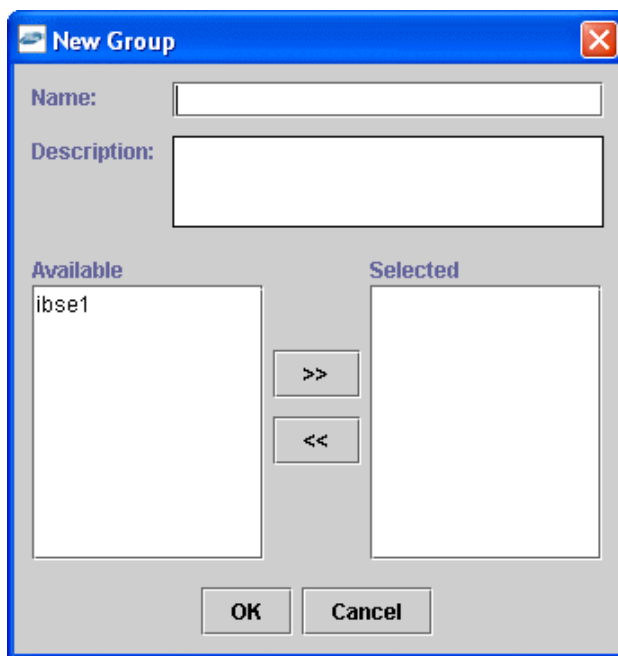 New Group
Name:
Description:
Available
Selected
ibse1
>>
<<
OK
Cancel